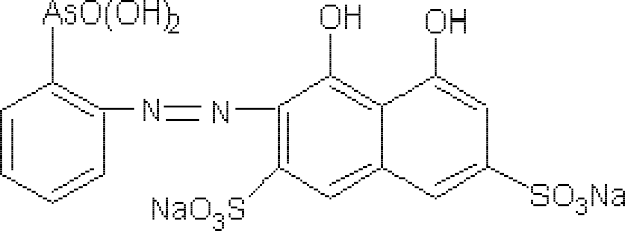 AsO(OH)₂
OH
OH
N=N
NaO₃S
SO₃Na